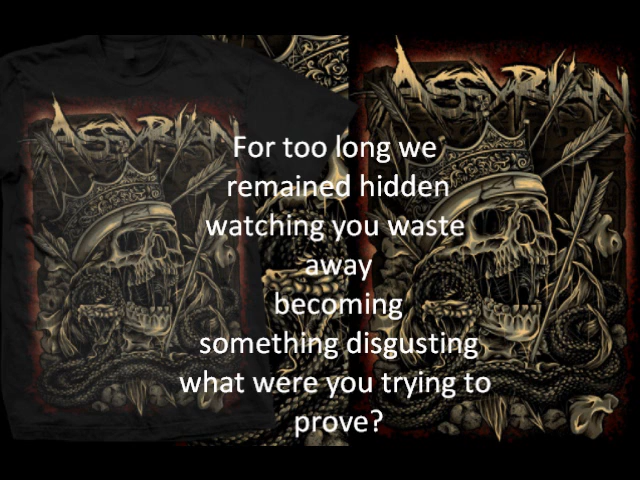 ASSYRIAN
ASSYRIAN
For too long we
remained hidden
watching you waste
away
becoming
something disgusting
what were you trying to
prove?